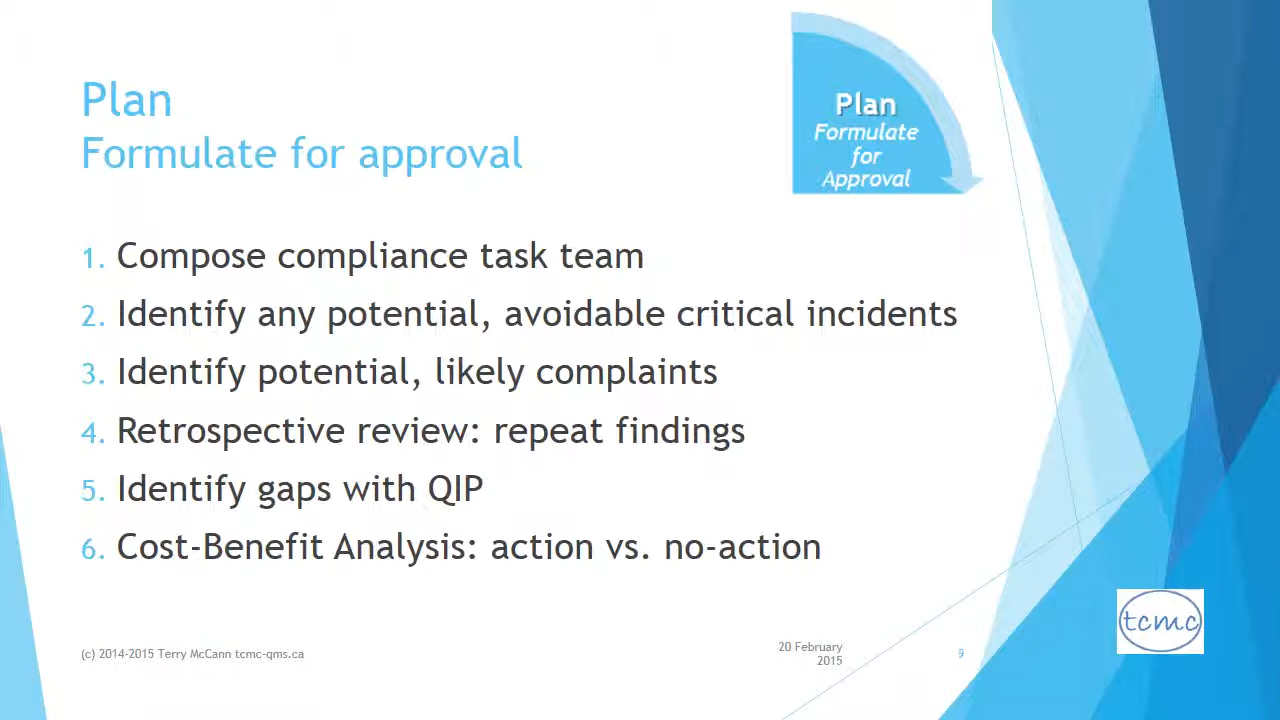 Plan
Formulate for approval
Plan
Formulate
for
Approval
1. Compose compliance task team
2. Identify any potential, avoidable critical incidents
3. Identify potential, likely complaints
4. Retrospective review: repeat findings
5. Identify gaps with QIP
6. Cost-Benefit Analysis: action vs. no-action
(c) 2014-2015 Terry McCann tcmc-qms.ca
20 February
2015
9
tcmc